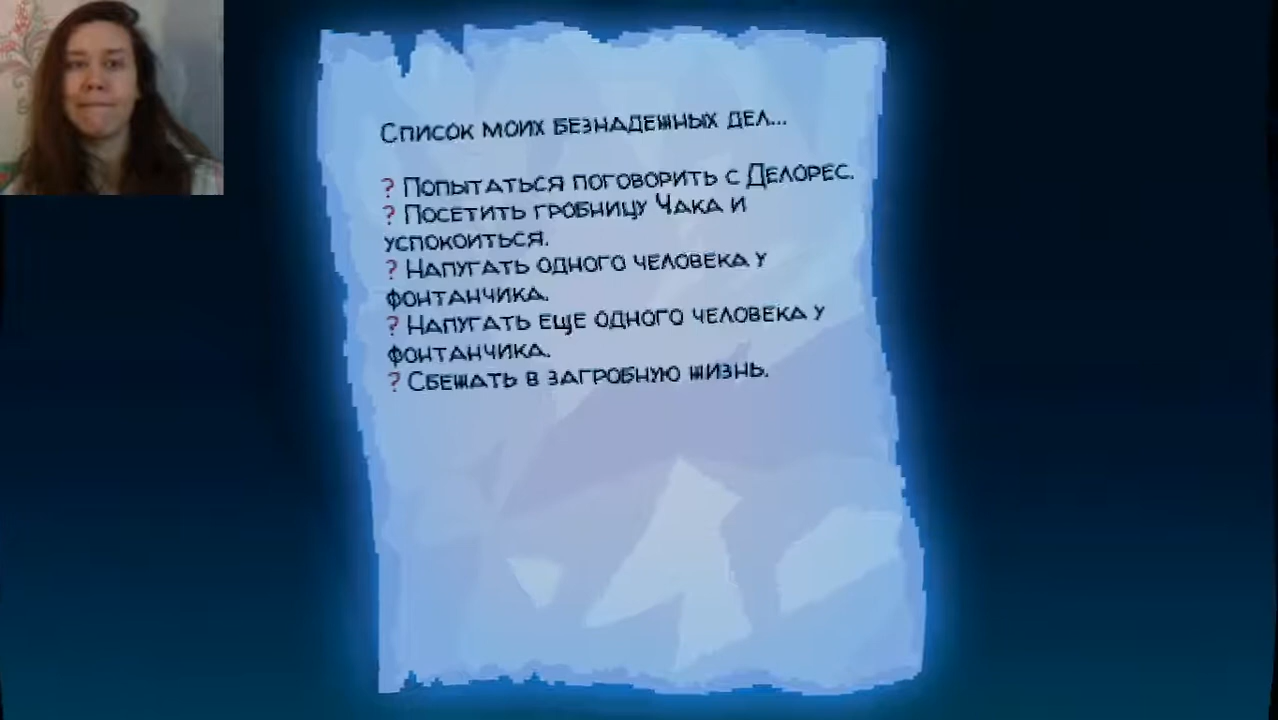 Список моих безнадежных дел...
? Попытаться поговорить с Делорес.
? Посетить гробницу Чака и
успокоиться.
? Напугать одного человека у
фонтанчика.
? Напугать еще одного человека у
фонтанчика.
? Сбежать в загробную жизнь.